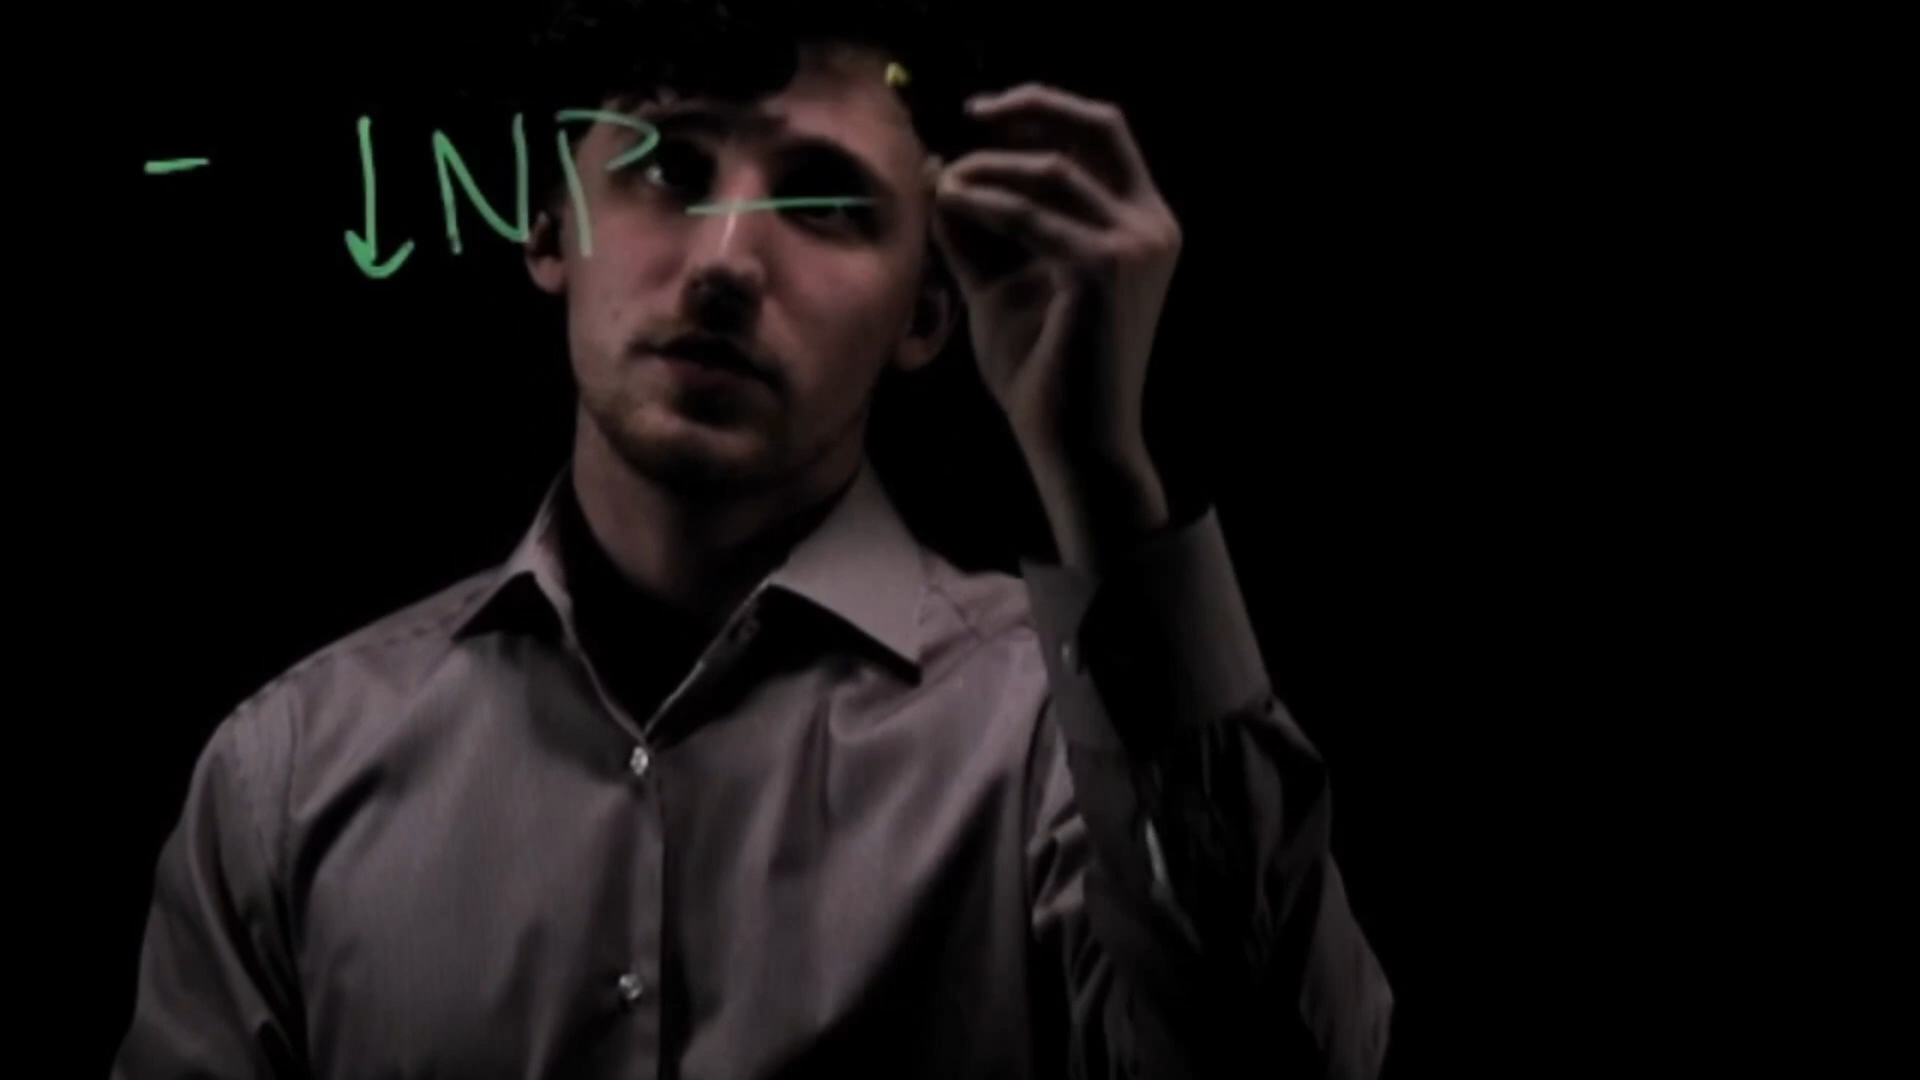 - ↓ NP —